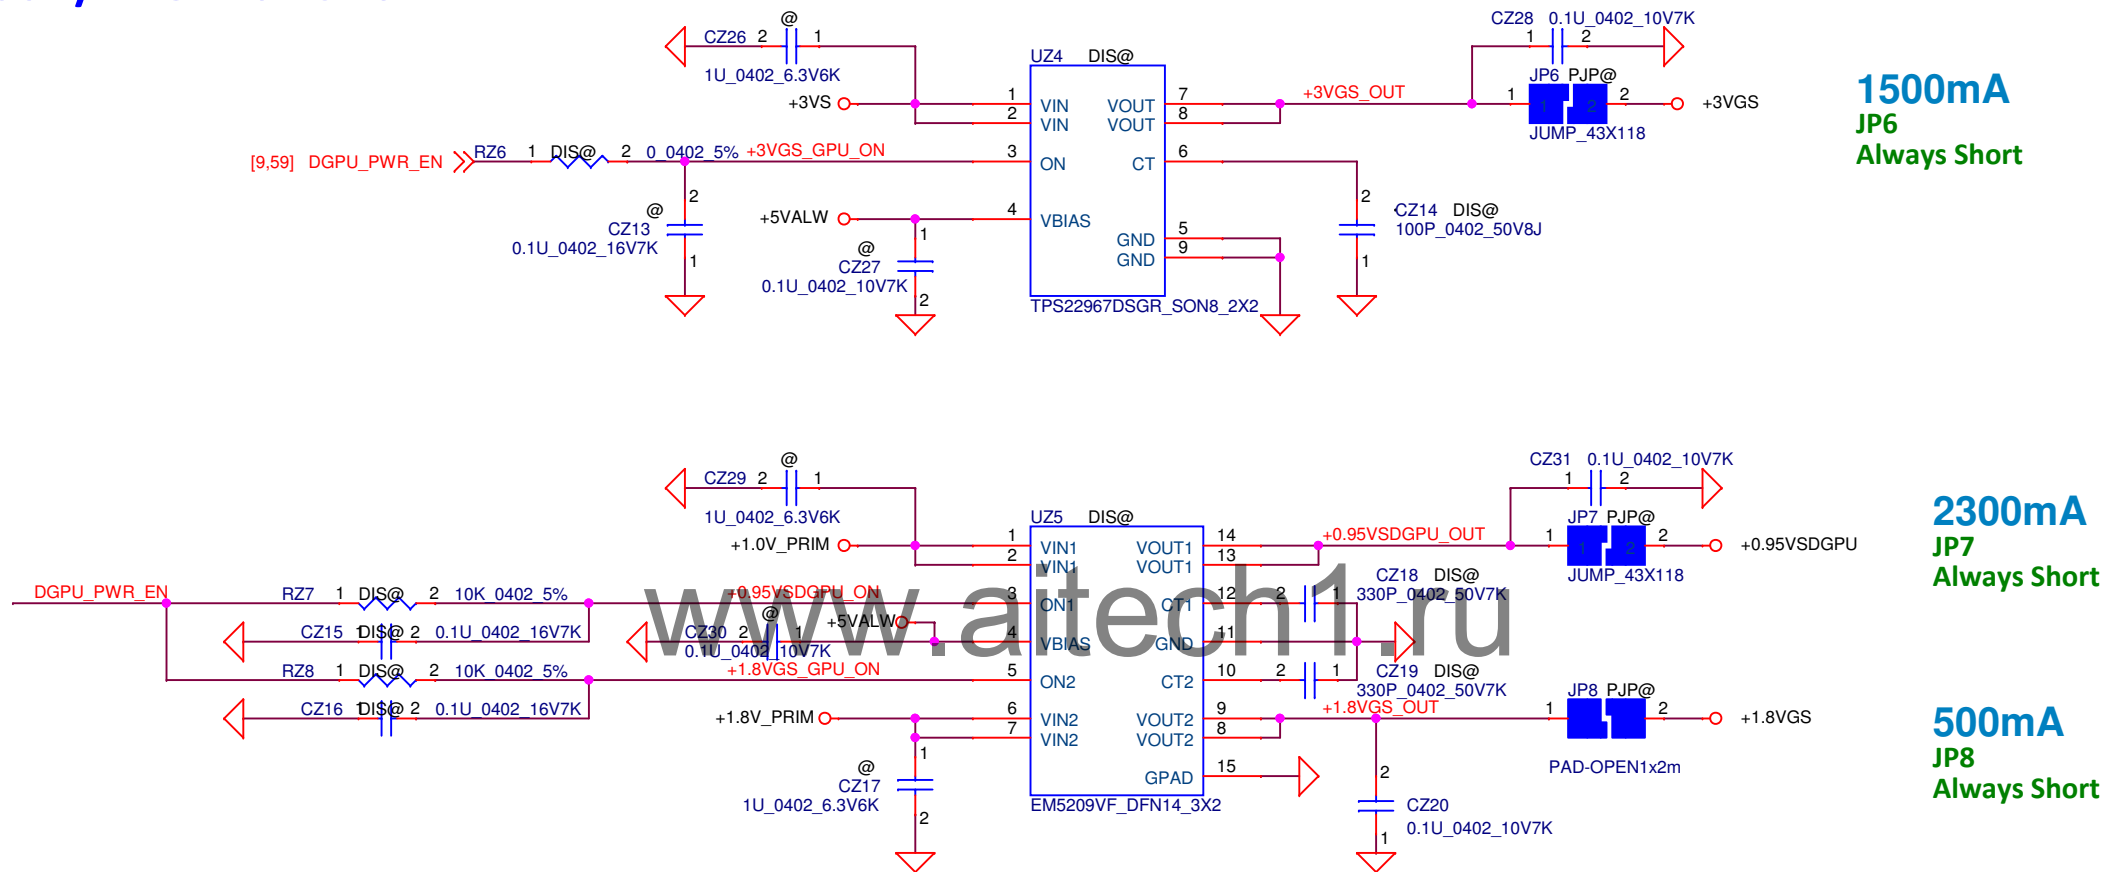 CZ26 2 @ 1
1U_0402_6.3V6K
+3VS
[9,59] DGPU_PWR_EN
RZ6 1 DIS@ 2 0_0402_5%
+3VGS_GPU_ON
@
CZ13
0.1U_0402_16V7K
2
1
+5VALW
@
CZ27
0.1U_0402_10V7K
1
2
UZ4 DIS@
1 VIN
2 VIN
3 ON
4 VBIAS
VOUT 7
VOUT 8
CT 6
GND 5
GND 9
TPS22967DSGR_SON8_2X2
+3VGS_OUT
CZ28 0.1U_0402_10V7K
1 2
JP6 PJP@
1 1 2 2
JUMP_43X118
+3VGS
2
CZ14 DIS@
100P_0402_50V8J
1
1500mA
JP6
Always Short
CZ29 2 @ 1
1U_0402_6.3V6K
+1.0V_PRIM
DGPU_PWR_EN
RZ7 1 DIS@ 2 10K_0402_5%
+0.95VSDGPU_ON
CZ15 1 DIS@ 2 0.1U_0402_16V7K
CZ30 2 @ 1
0.1U_0402_10V7K
+5VALW
RZ8 1 DIS@ 2 10K_0402_5%
+1.8VGS_GPU_ON
CZ16 1 DIS@ 2 0.1U_0402_16V7K
+1.8V_PRIM
@
CZ17
1U_0402_6.3V6K
1
2
UZ5 DIS@
1 VIN1
2 VIN1
3 ON1
4 VBIAS
5 ON2
6 VIN2
7 VIN2
VOUT1 14
VOUT1 13
CT1 12
GND 11
CT2 10
VOUT2 9
VOUT2 8
GPAD 15
EM5209VF_DFN14_3X2
+0.95VSDGPU_OUT
CZ31 0.1U_0402_10V7K
1 2
JP7 PJP@
1 1 2 2
JUMP_43X118
+0.95VSDGPU
CZ18 DIS@
330P_0402_50V7K
2 1
2 1
CZ19 DIS@
330P_0402_50V7K
+1.8VGS_OUT
JP8 PJP@
1 2
PAD-OPEN1x2m
+1.8VGS
2
CZ20
0.1U_0402_10V7K
1
2300mA
JP7
Always Short
500mA
JP8
Always Short
www.aitech1.ru